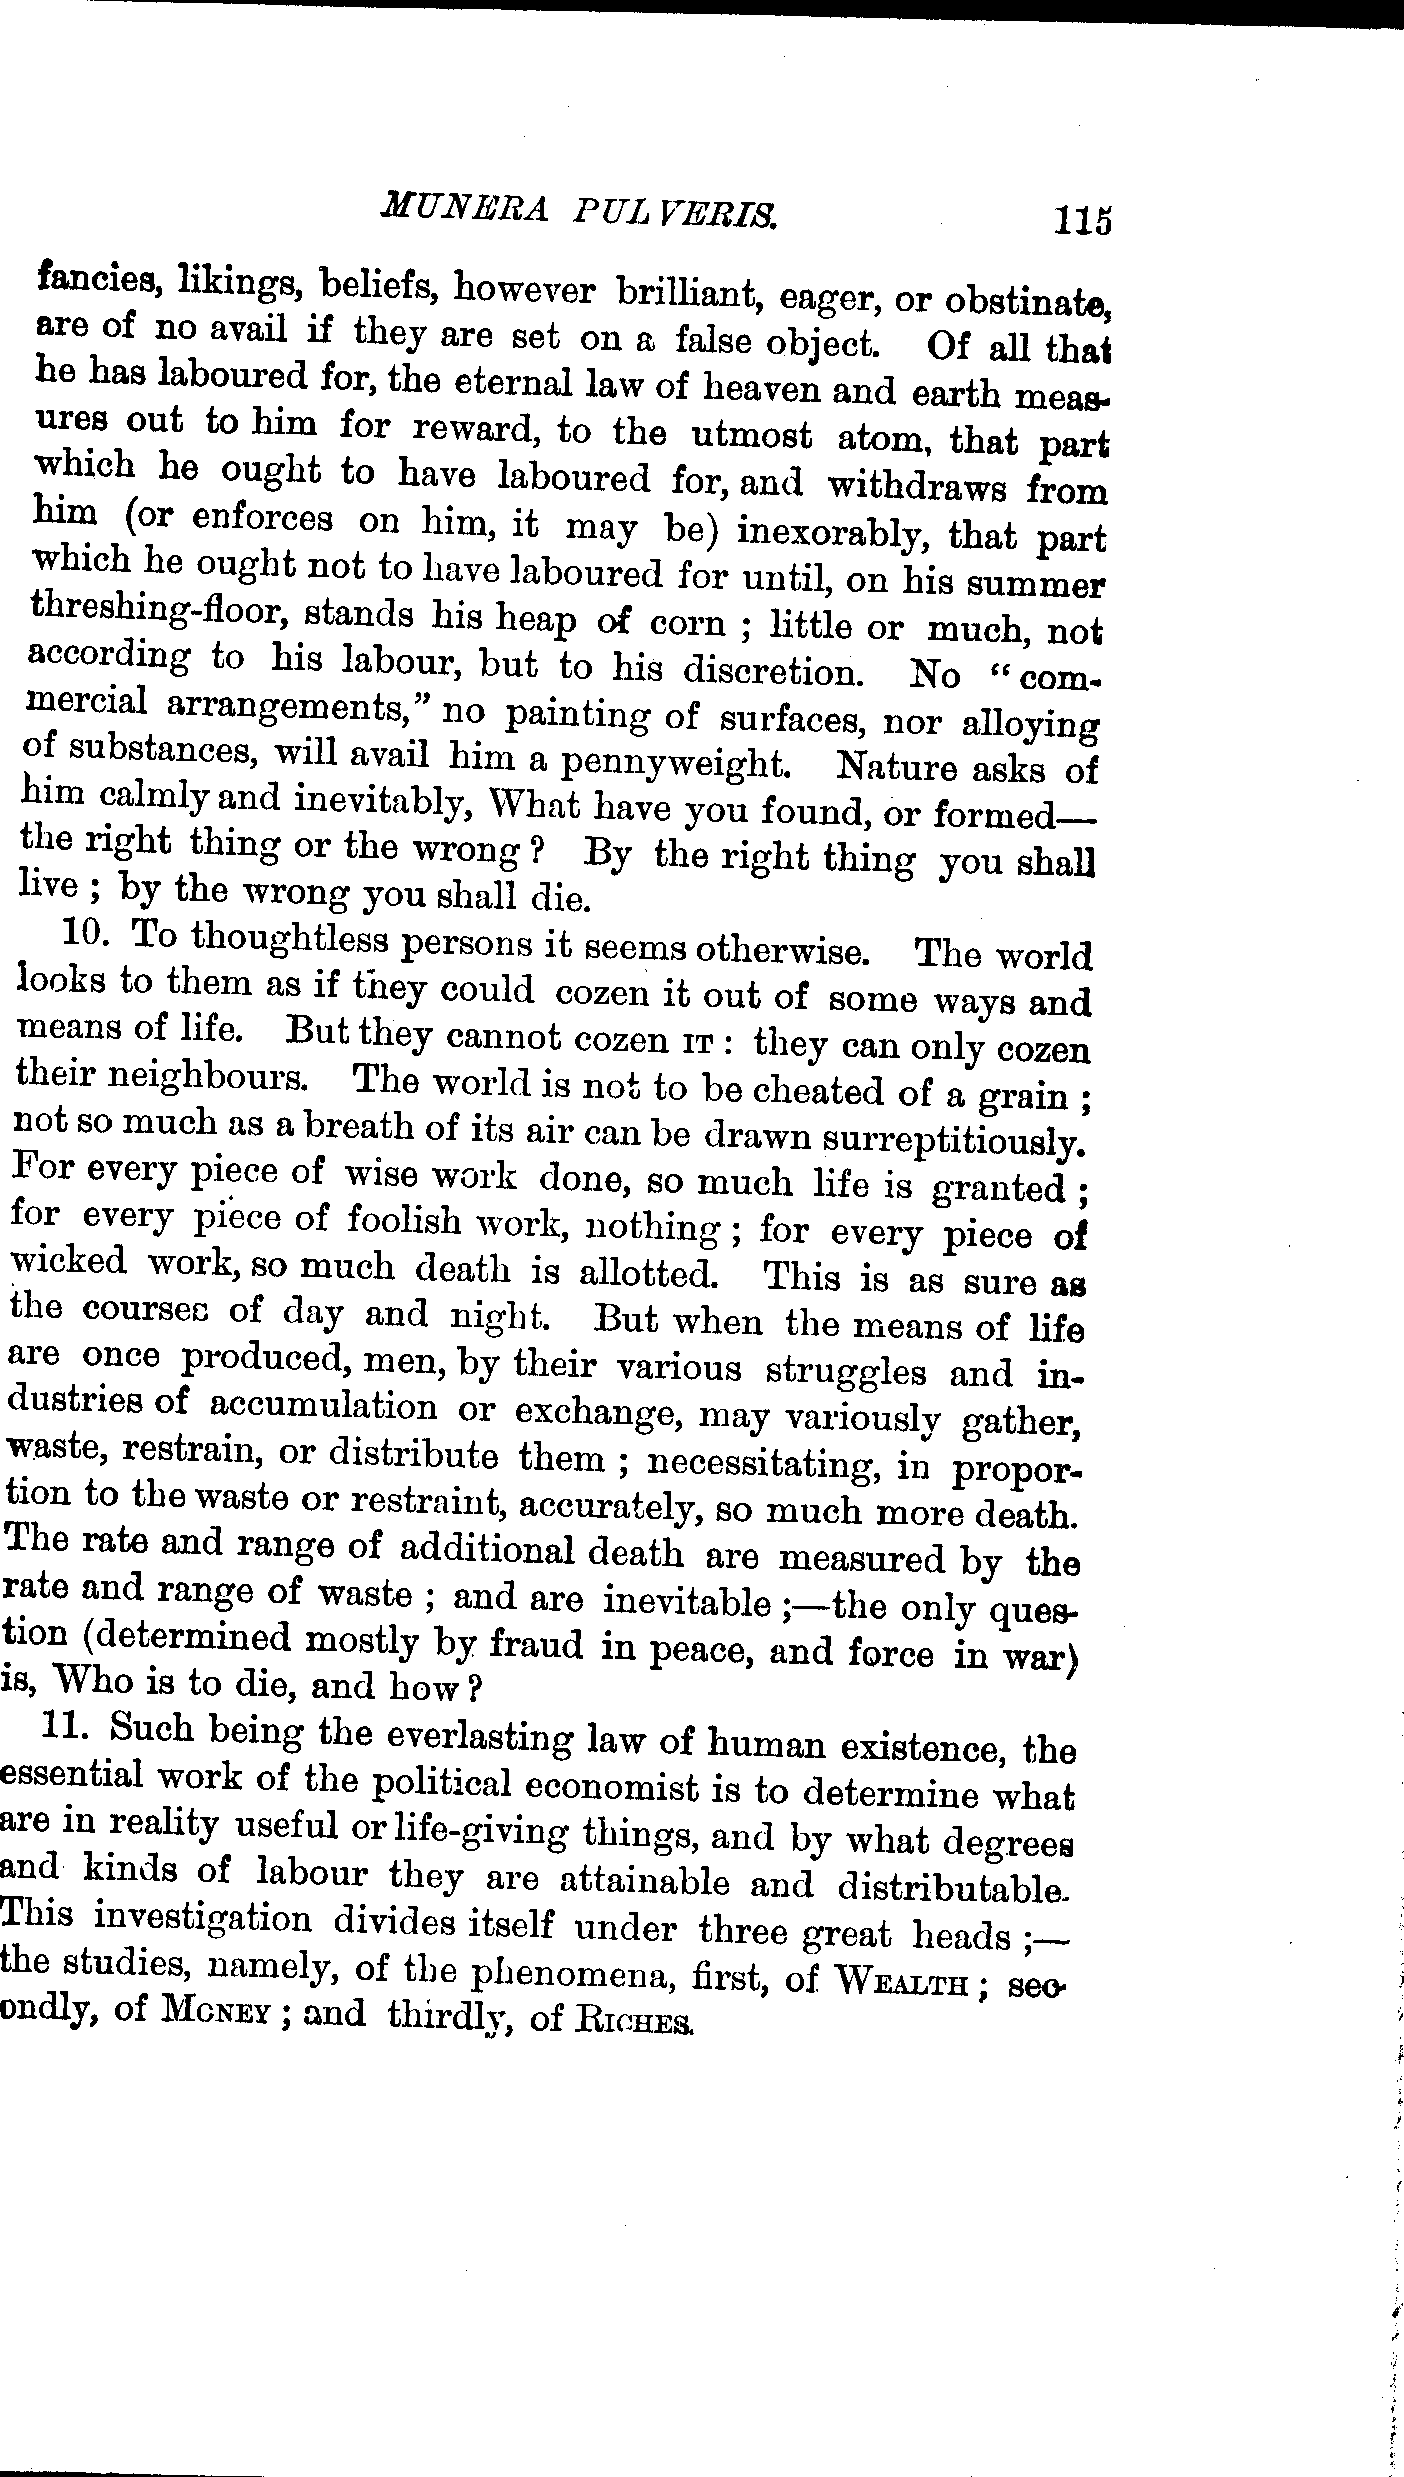 MUNERA PULVERIS. 115
fancies, likings, beliefs, however brilliant, eager, or obstinate,
are of no avail if they are set on a false object. Of all that
he has laboured for, the eternal law of heaven and earth meas-
ures out to him for reward, to the utmost atom, that part
which he ought to have laboured for, and withdraws from
him (or enforces on him, it may be) inexorably, that part
which he ought not to have laboured for until, on his summer
threshing-floor, stands his heap of corn ; little or much, not
according to his labour, but to his discretion. No “ com-
mercial arrangements,” no painting of surfaces, nor alloying
of substances, will avail him a pennyweight. Nature asks of
him calmly and inevitably, What have you found, or formed—
the right thing or the wrong ? By the right thing you shall
live ; by the wrong you shall die.
10. To thoughtless persons it seems otherwise. The world
looks to them as if they could cozen it out of some ways and
means of life. But they cannot cozen IT : they can only cozen
their neighbours. The world is not to be cheated of a grain ;
not so much as a breath of its air can be drawn surreptitiously.
For every piece of wise work done, so much life is granted ;
for every piece of foolish work, nothing ; for every piece of
wicked work, so much death is allotted. This is as sure as
the courses of day and night. But when the means of life
are once produced, men, by their various struggles and in-
dustries of accumulation or exchange, may variously gather,
waste, restrain, or distribute them ; necessitating, in propor-
tion to the waste or restraint, accurately, so much more death.
The rate and range of additional death are measured by the
rate and range of waste ; and are inevitable ;—the only ques-
tion (determined mostly by fraud in peace, and force in war)
is, Who is to die, and how ?
11. Such being the everlasting law of human existence, the
essential work of the political economist is to determine what
are in reality useful or life-giving things, and by what degrees
and kinds of labour they are attainable and distributable.
This investigation divides itself under three great heads ;—
the studies, namely, of the phenomena, first, of WEALTH ; sec-
ondly, of MONEY ; and thirdly, of RICHES.